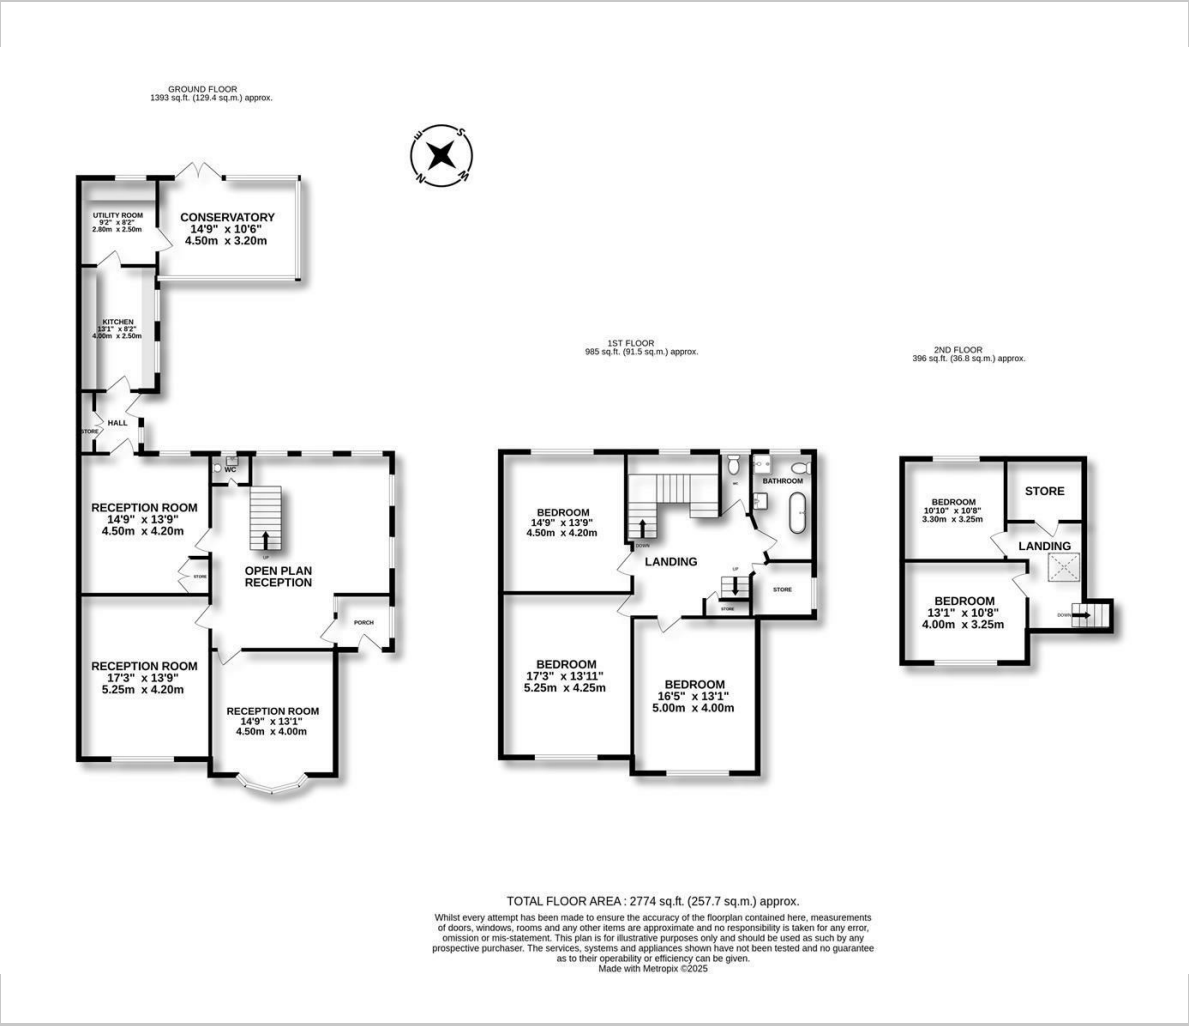 GROUND FLOOR
1393 sq.ft. (129.4 sq.m.) approx.
E
S
N
W
UTILITY ROOM
9'2" x 8'2"
2.80m x 2.50m
CONSERVATORY
14'9" x 10'6"
4.50m x 3.20m
KITCHEN
13'1" x 8'2"
4.00m x 2.50m
HALL
STORE
WC
RECEPTION ROOM
14'9" x 13'9"
4.50m x 4.20m
UP
STORE
OPEN PLAN
RECEPTION
PORCH
RECEPTION ROOM
17'3" x 13'9"
5.25m x 4.20m
RECEPTION ROOM
14'9" x 13'1"
4.50m x 4.00m
1ST FLOOR
985 sq.ft. (91.5 sq.m.) approx.
BEDROOM
14'9" x 13'9"
4.50m x 4.20m
WC
BATHROOM
DOWN
LANDING
UP
STORE
STORE
BEDROOM
17'3" x 13'11"
5.25m x 4.25m
BEDROOM
16'5" x 13'1"
5.00m x 4.00m
2ND FLOOR
396 sq.ft. (36.8 sq.m.) approx.
BEDROOM
10'10" x 10'8"
3.30m x 3.25m
STORE
LANDING
BEDROOM
13'1" x 10'8"
4.00m x 3.25m
DOWN
TOTAL FLOOR AREA : 2774 sq.ft. (257.7 sq.m.) approx.
Whilst every attempt has been made to ensure the accuracy of the floorplan contained here, measurements
of doors, windows, rooms and any other items are approximate and no responsibility is taken for any error,
omission or mis-statement. This plan is for illustrative purposes only and should be used as such by any
prospective purchaser. The services, systems and appliances shown have not been tested and no guarantee
as to their operability or efficiency can be given.
Made with Metropix ©2025